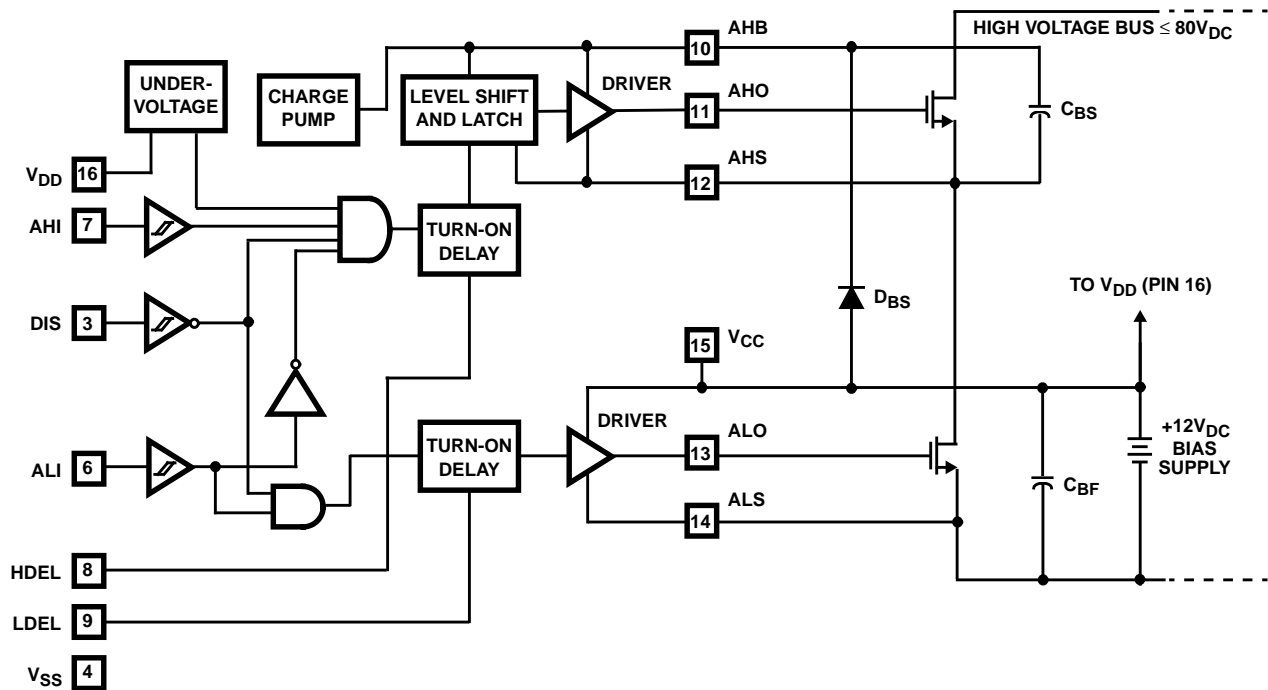 AHB
10
HIGH VOLTAGE BUS ≤ 80VDC
UNDER-
VOLTAGE
CHARGE
PUMP
LEVEL SHIFT
AND LATCH
DRIVER
AHO
11
CBS
AHS
12
VDD 16
AHI 7
TURN-ON
DELAY
DIS 3
DBS
TO VDD (PIN 16)
15
VCC
DRIVER
ALI 6
TURN-ON
DELAY
ALO
13
+12VDC
BIAS
SUPPLY
CBF
ALS
14
HDEL 8
LDEL 9
VSS 4